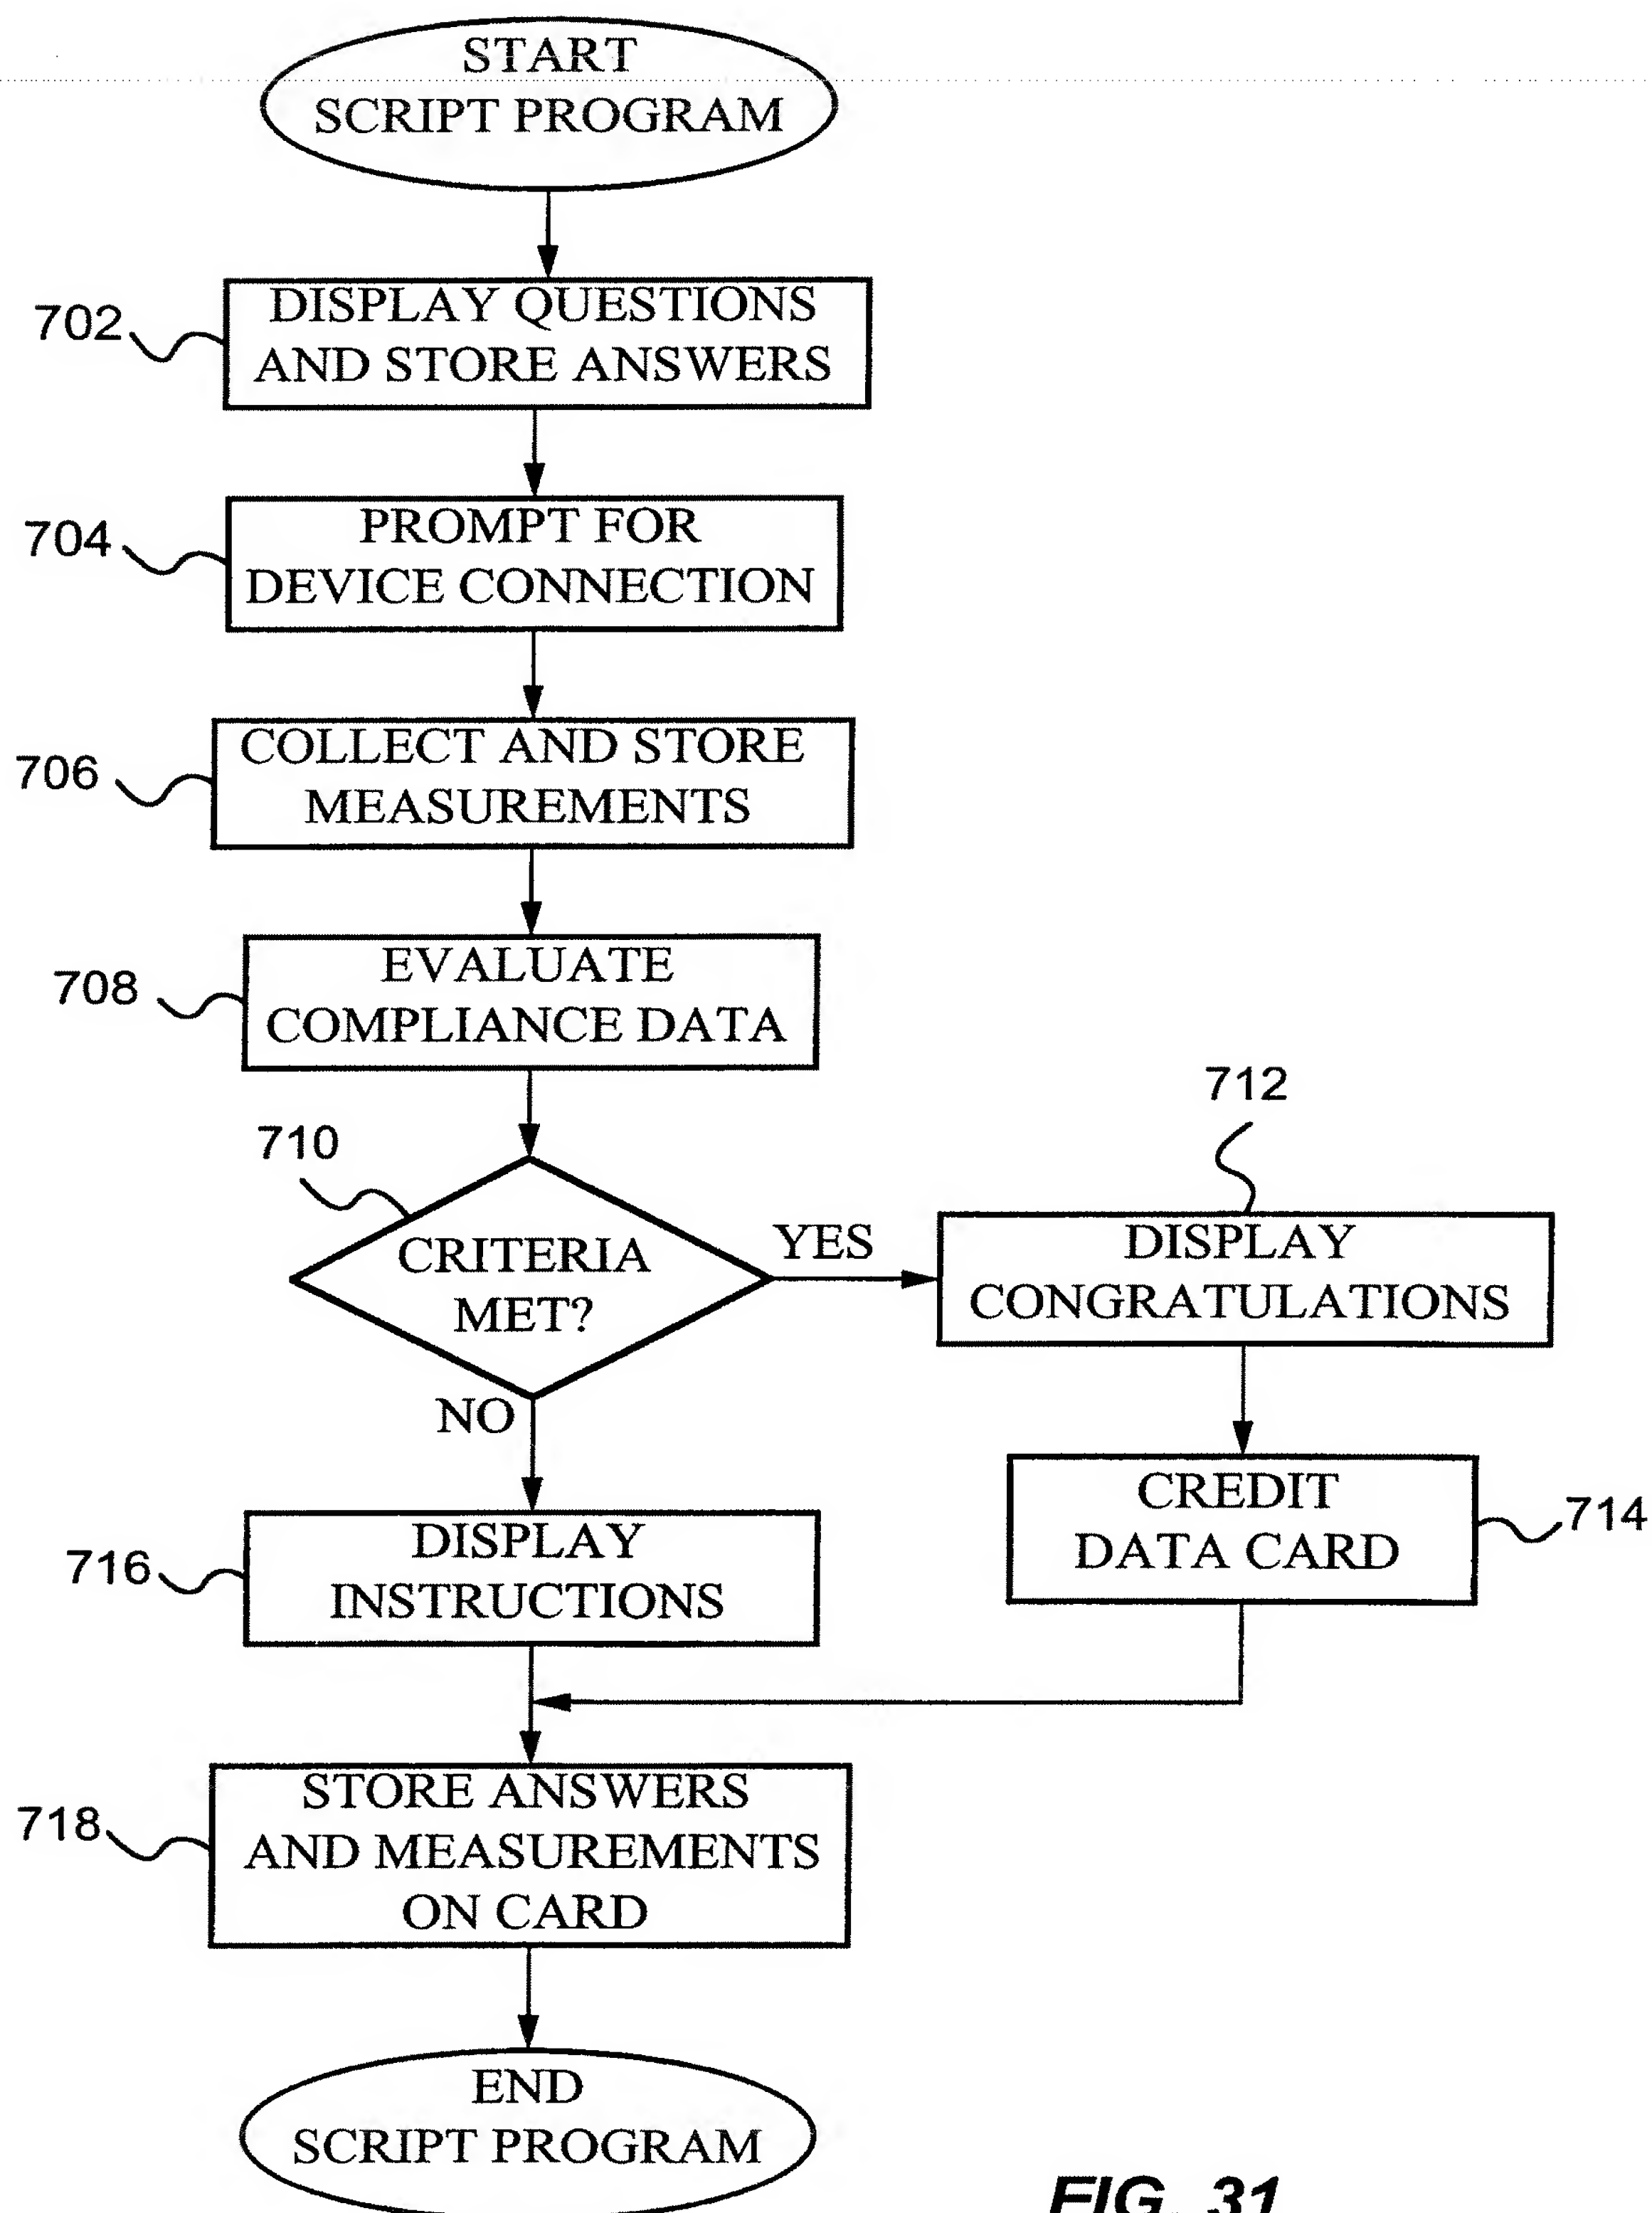 START
SCRIPT PROGRAM
702
DISPLAY QUESTIONS
AND STORE ANSWERS
704
PROMPT FOR
DEVICE CONNECTION
706
COLLECT AND STORE
MEASUREMENTS
708
EVALUATE
COMPLIANCE DATA
710
CRITERIA
MET?
YES
712
DISPLAY
CONGRATULATIONS
NO
CREDIT
DATA CARD
714
716
DISPLAY
INSTRUCTIONS
718
STORE ANSWERS
AND MEASUREMENTS
ON CARD
END
SCRIPT PROGRAM
FIG. 31